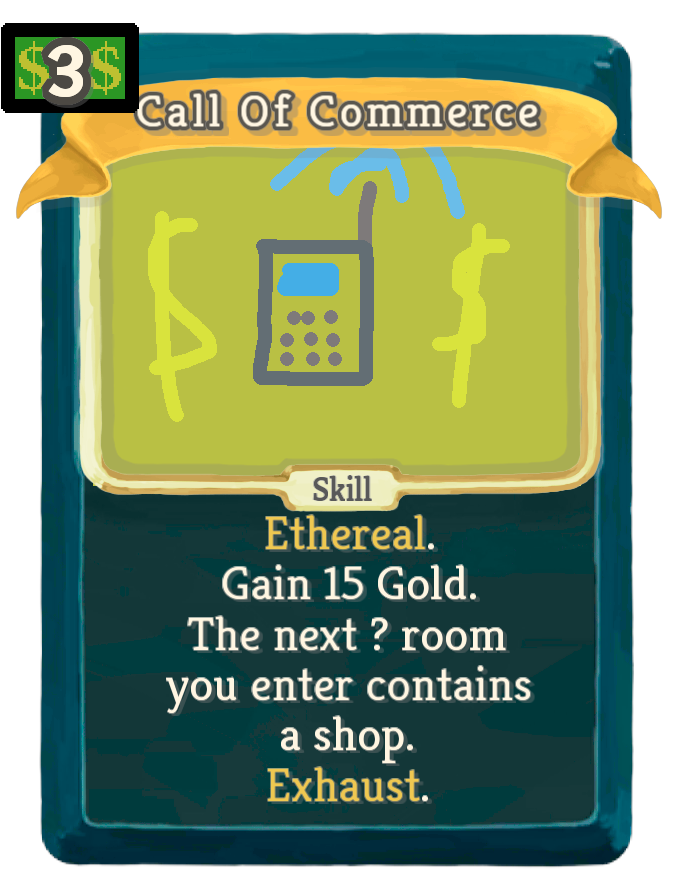 $3$
Call Of Commerce
$ $
Skill
Ethereal.
Gain 15 Gold.
The next ? room
you enter contains
a shop.
Exhaust.